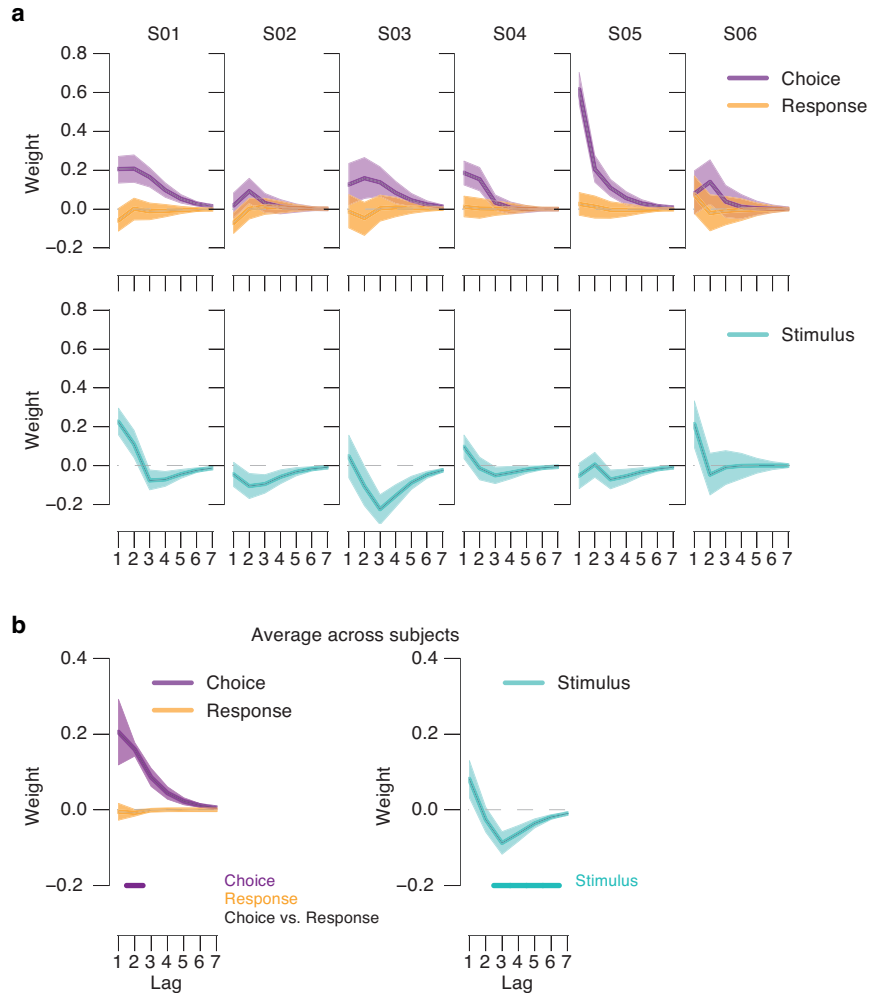 a
S01 S02 S03 S04 S05 S06
0.8
0.6
0.4
0.2
0.0
−0.2
Weight
Choice
Response
0.8
0.6
0.4
0.2
0.0
−0.2
Weight
Stimulus
1 2 3 4 5 6 7 1 2 3 4 5 6 7 1 2 3 4 5 6 7 1 2 3 4 5 6 7 1 2 3 4 5 6 7 1 2 3 4 5 6 7
b
Average across subjects
0.4
0.2
0.0
−0.2
Weight
Choice
Response
Choice
Response
Choice vs. Response
1 2 3 4 5 6 7
Lag
0.4
0.2
0.0
−0.2
Weight
Stimulus
Stimulus
1 2 3 4 5 6 7
Lag